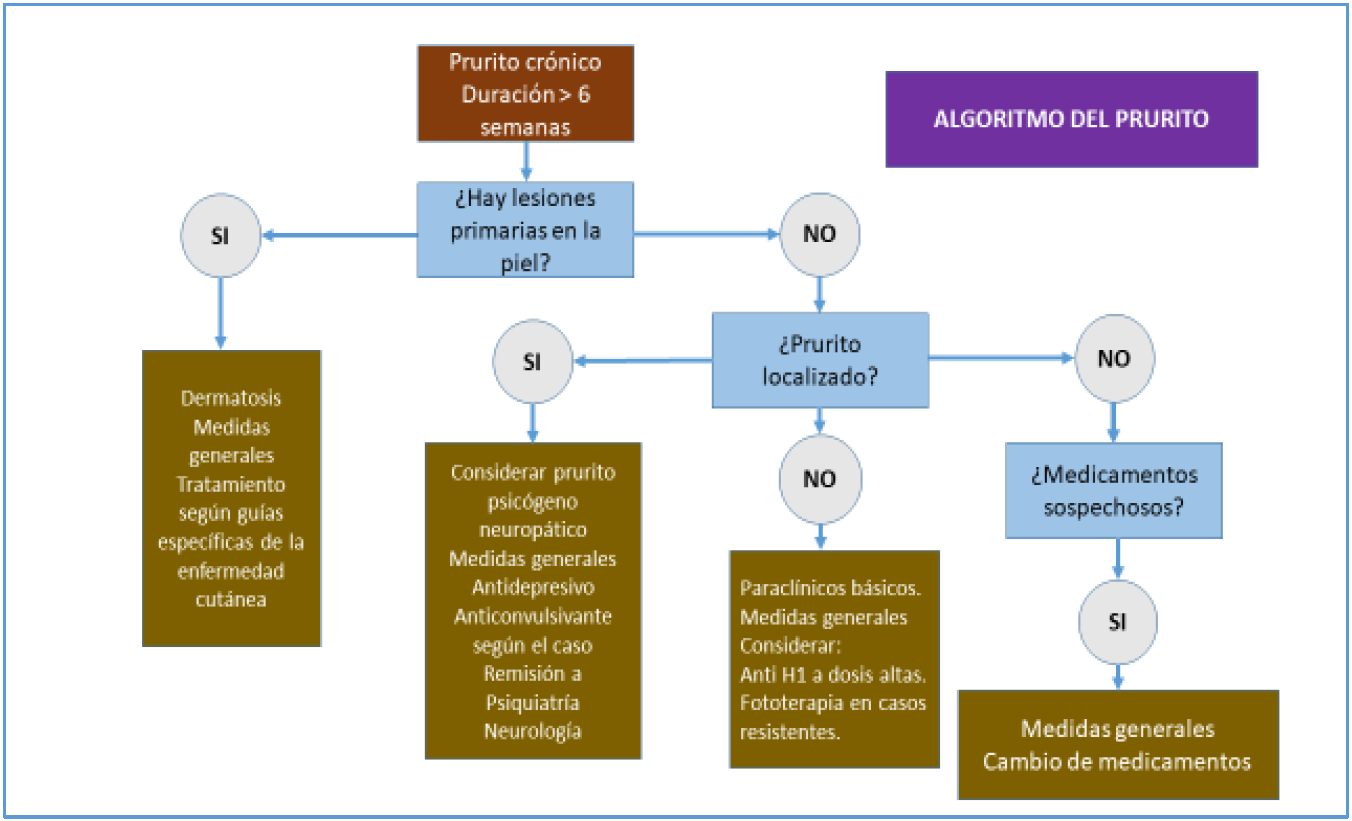 Prurito crónico
Duración > 6
semanas
ALGORITMO DEL PRURITO
¿Hay lesiones
primarias en la
piel?
SI
NO
¿Prurito
localizado?
SI
NO
NO
Dermatosis
Medidas
generales
Tratamiento
según guías
específicas de la
enfermedad
cutánea
Considerar prurito
psicógeno
neuropático
Medidas generales
Antidepresivo
Anticonvulsivante
según el caso
Remisión a
Psiquiatría
Neurología
Paraclínicos básicos.
Medidas generales
Considerar:
Anti H1 a dosis altas.
Fototerapia en casos
resistentes.
¿Medicamentos
sospechosos?
SI
Medidas generales
Cambio de medicamentos